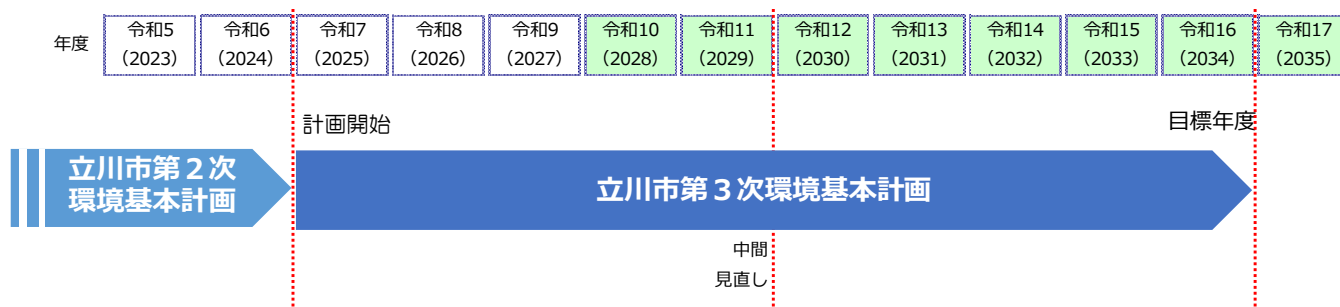 年度
令和5
（2023）
令和6
（2024）
令和7
（2025）
令和8
（2026）
令和9
（2027）
令和10
（2028）
令和11
（2029）
令和12
（2030）
令和13
（2031）
令和14
（2032）
令和15
（2033）
令和16
（2034）
令和17
（2035）
計画開始
目標年度
立川市第２次
環境基本計画
立川市第３次環境基本計画
中間
見直し